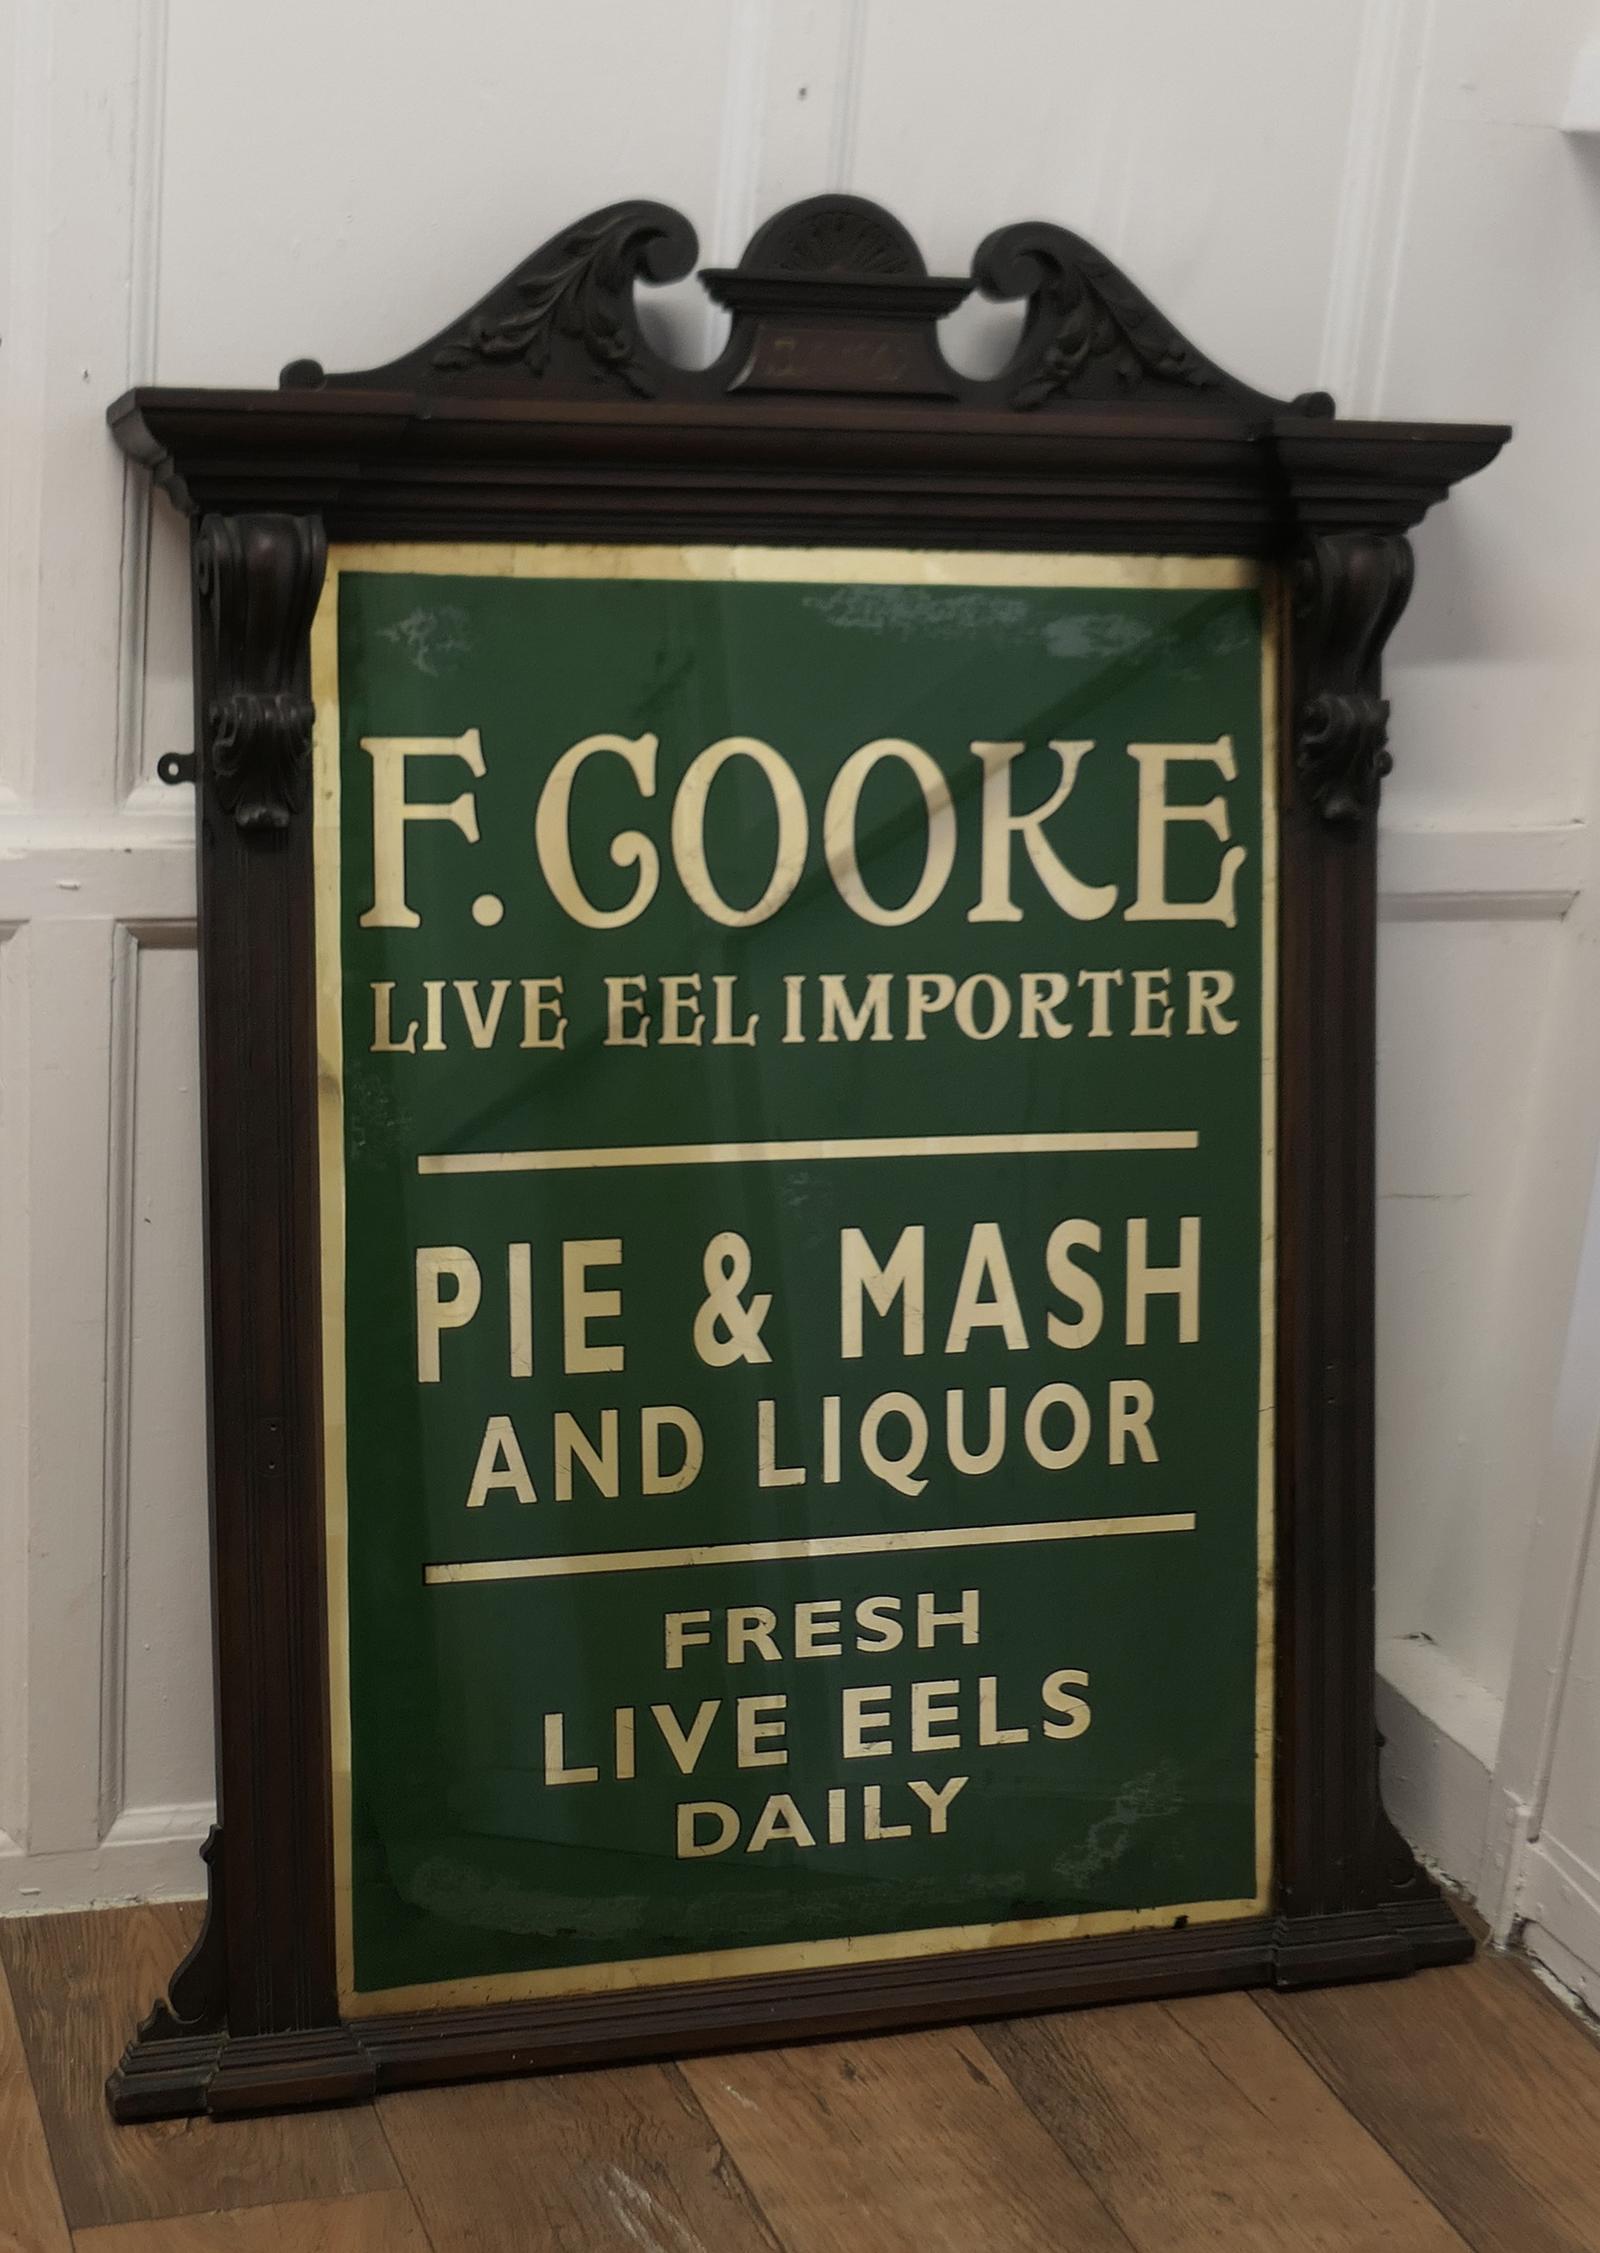 F. COOKE
LIVE EEL IMPORTER
PIE & MASH
AND LIQUOR
FRESH
LIVE EELS
DAILY